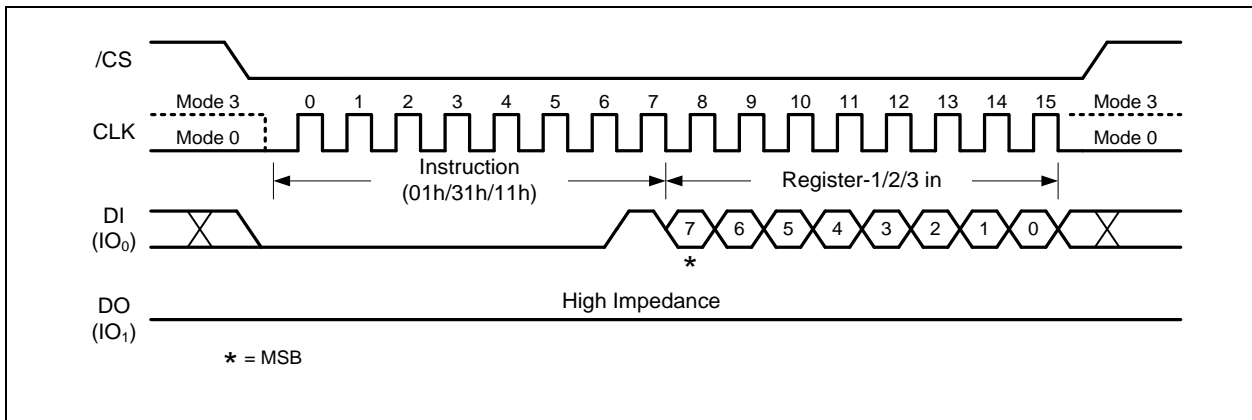 /CS
Mode 3 0 1 2 3 4 5 6 7 8 9 10 11 12 13 14 15 Mode 3
CLK
Mode 0 Mode 0
Instruction
(01h/31h/11h)
Register-1/2/3 in
DI
(IO₀)
7 6 5 4 3 2 1 0
*
High Impedance
DO
(IO₁)
* = MSB